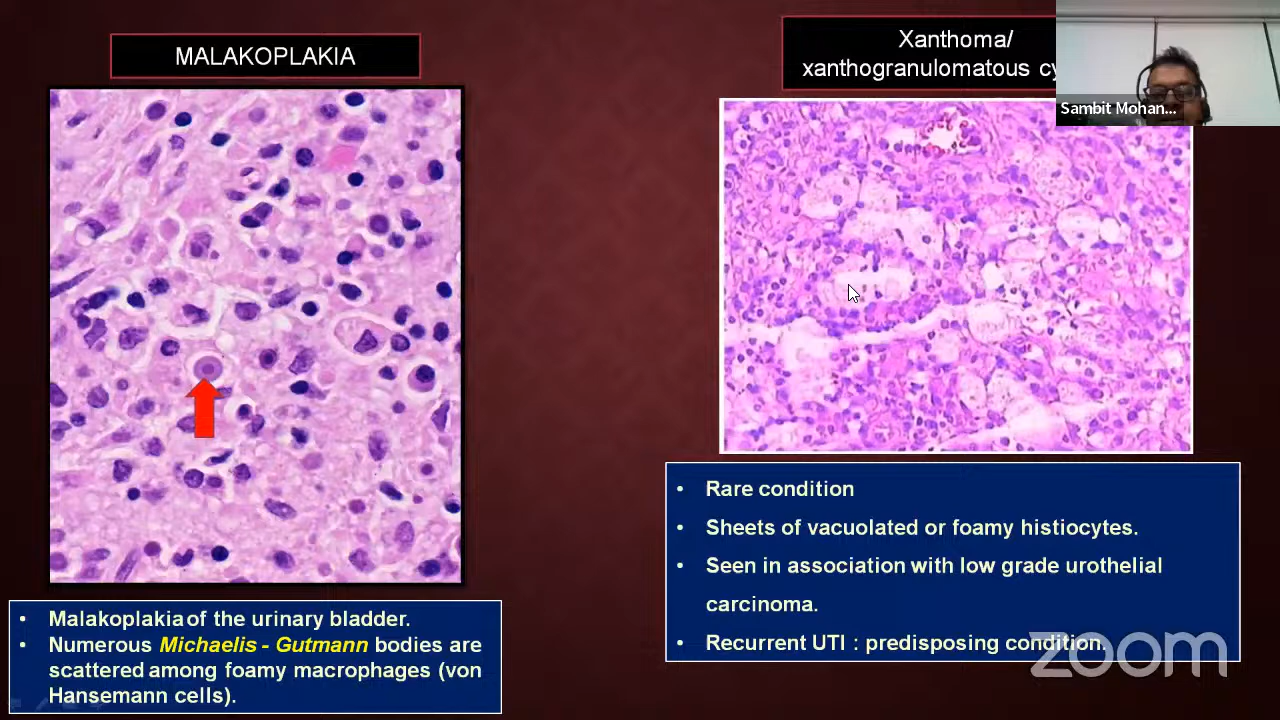 MALAKOPLAKIA
Xanthoma/
xanthogranulomatous cy
Sambit Mohan...
Rare condition
Sheets of vacuolated or foamy histiocytes.
Seen in association with low grade urothelial
carcinoma.
Recurrent UTI : predisposing condition.
zoom
Malakoplakia of the urinary bladder.
Numerous Michaelis - Gutmann bodies are
scattered among foamy macrophages (von
Hansemann cells).